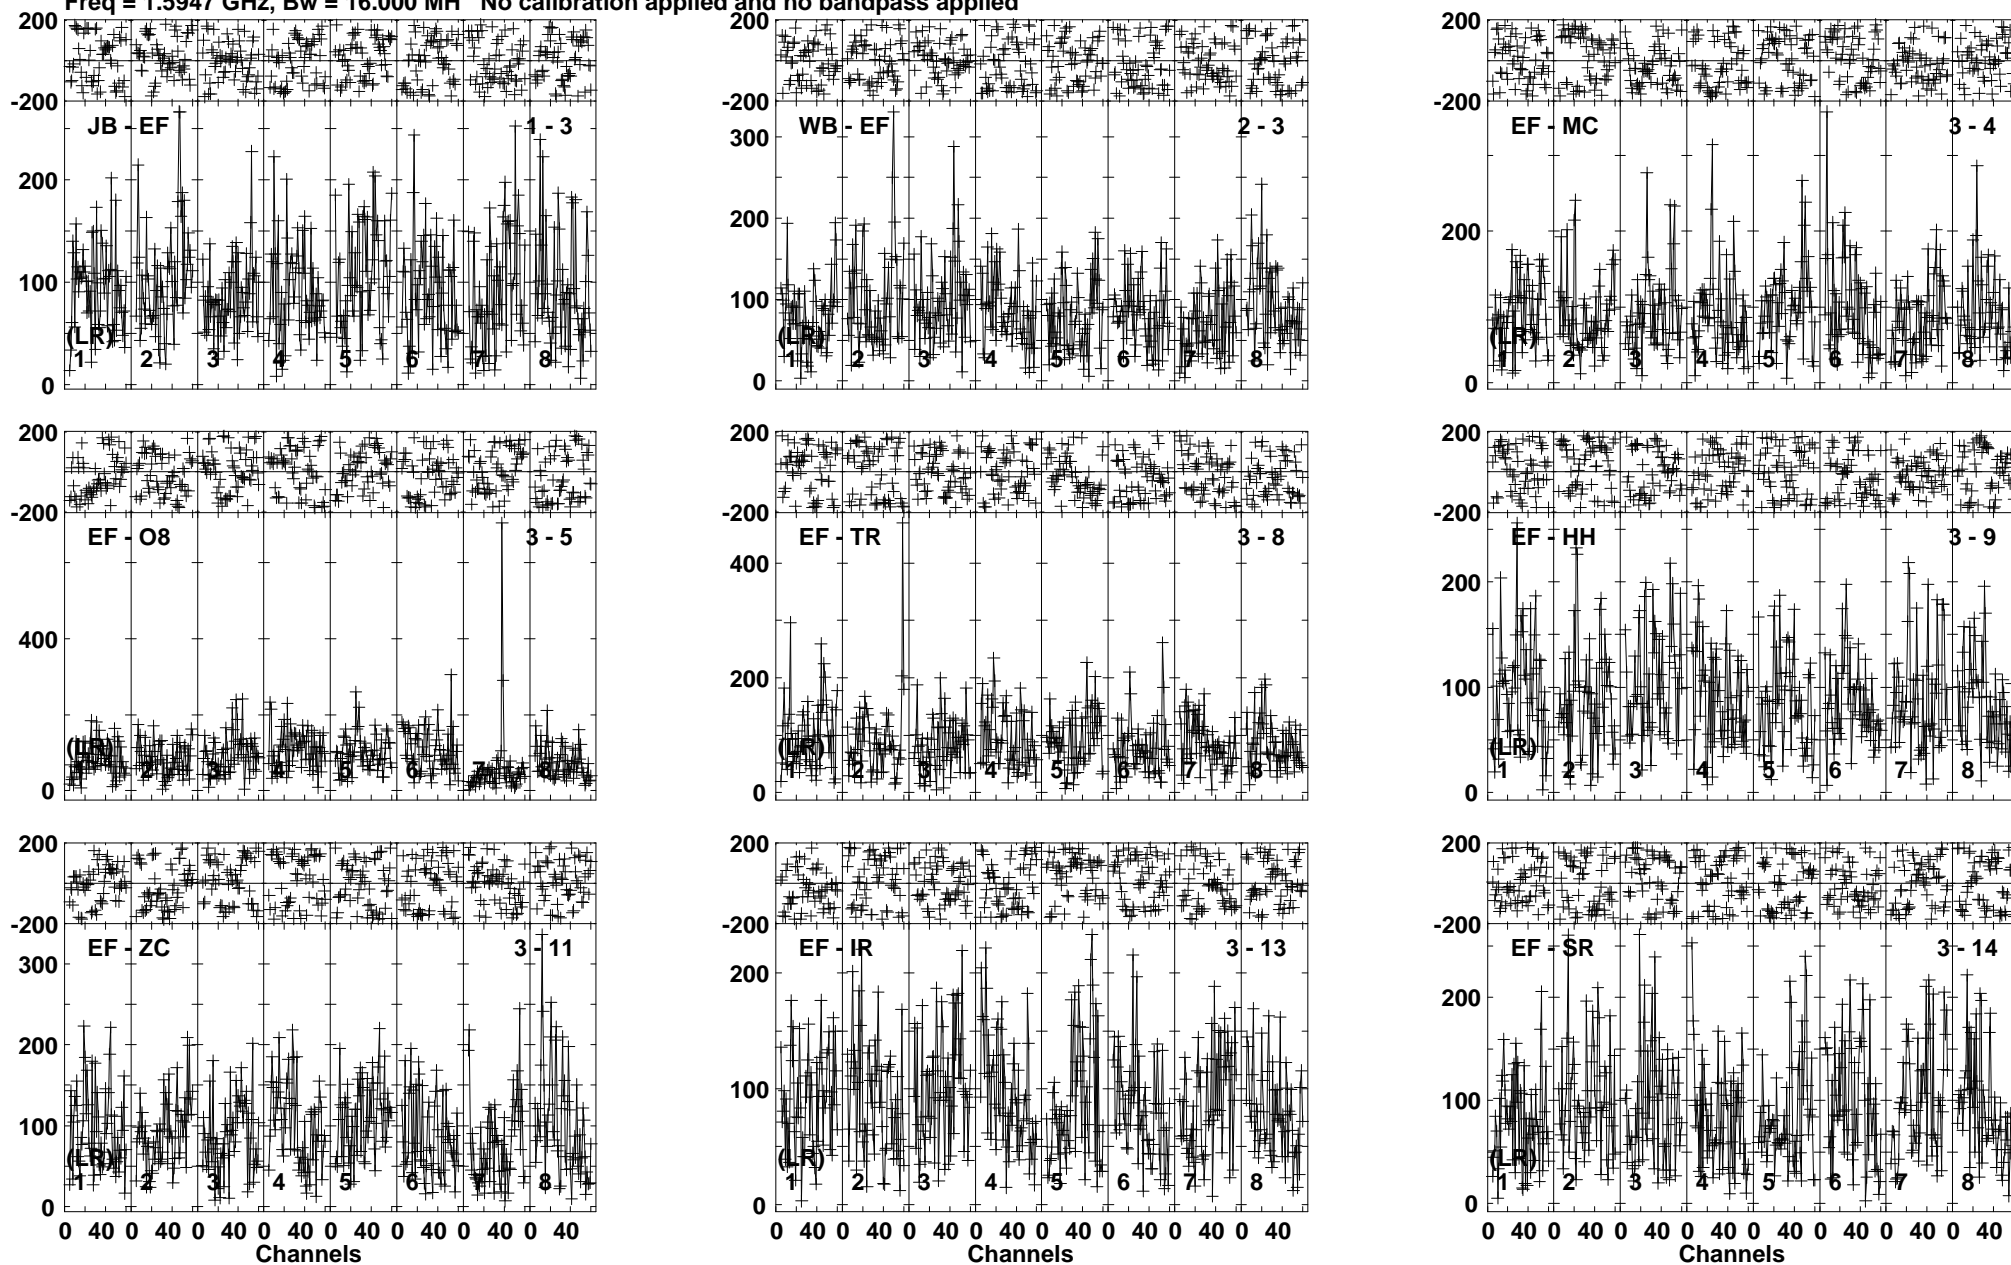 Freq = 1.5947 GHz, Bw = 16.000 MH No calibration applied and no bandpass applied
200
-200
JB - EF 1 - 3
200
100
0
(LR)
1 2 3 4 5 6 7 8
200
-200
WB - EF 2 - 3
300
200
100
0
(LR)
1 2 3 4 5 6 7 8
200
-200
EF - MC 3 - 4
200
0
(LR)
1 2 3 4 5 6 7 8
200
-200
EF - O8 3 - 5
400
0
(LR)
1 2 3 4 5 6 7 8
200
-200
EF - TR 3 - 8
400
200
0
(LR)
1 2 3 4 5 6 7 8
200
-200
EF - HH 3 - 9
200
100
0
(LR)
1 2 3 4 5 6 7 8
200
-200
EF - ZC 3 - 11
300
200
100
0
(LR)
1 2 3 4 5 6 7 8
0 40 0 40 0 40 0 40 0 40 0 40 0 40 0 40
Channels
200
-200
EF - IR 3 - 13
200
100
0
(LR)
1 2 3 4 5 6 7 8
0 40 0 40 0 40 0 40 0 40 0 40 0 40 0 40
Channels
200
-200
EF - SR 3 - 14
200
100
0
(LR)
1 2 3 4 5 6 7 8
0 40 0 40 0 40 0 40 0 40 0 40 0 40 0 40
Channels